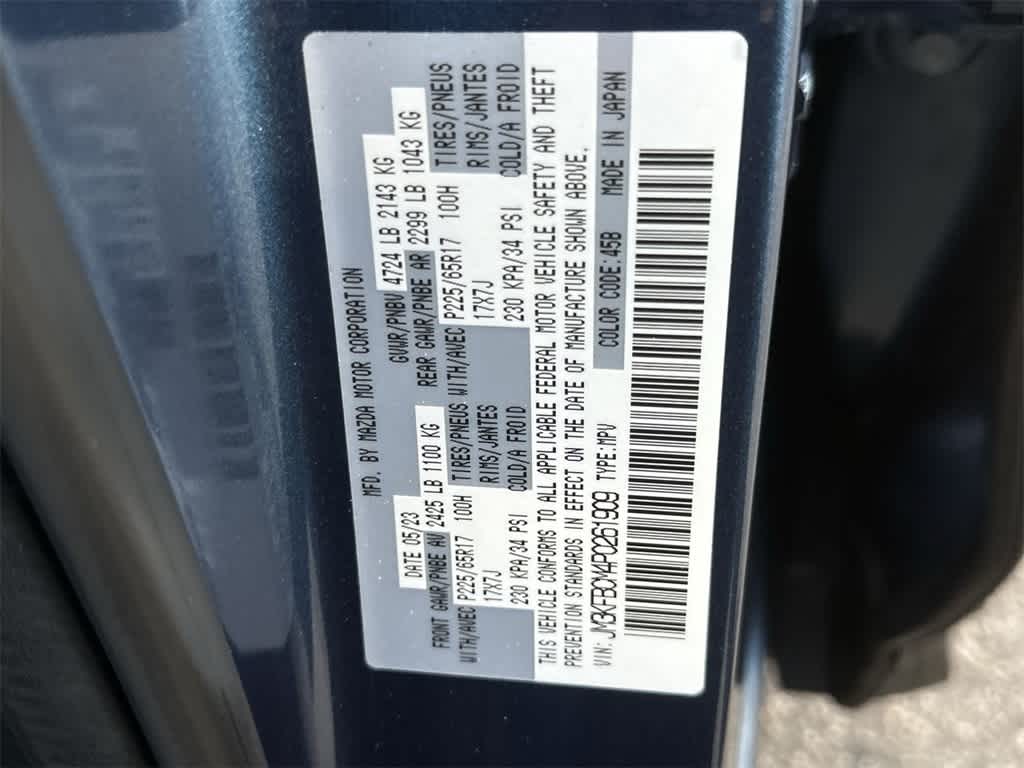 MFD. BY MAZDA MOTOR CORPORATION
DATE 05/23 GVWR/PNBV 4724 LB 2143 KG
FRONT GAWR/PNBE AV 2425 LB 1100 KG REAR GAWR/PNBE AR 2299 LB 1043 KG
WITH/AVEC P225/65R17 100H TIRES/PNEUS WITH/AVEC P225/65R17 100H TIRES/PNEUS
17X7J RIMS/JANTES 17X7J RIMS/JANTES
230 KPA/34 PSI COLD/A FROID 230 KPA/34 PSI COLD/A FROID
THIS VEHICLE CONFORMS TO ALL APPLICABLE FEDERAL MOTOR VEHICLE SAFETY AND THEFT
PREVENTION STANDARDS IN EFFECT ON THE DATE OF MANUFACTURE SHOWN ABOVE.
VIN: TYPE:MPV COLOR CODE:45B MADE IN JAPAN